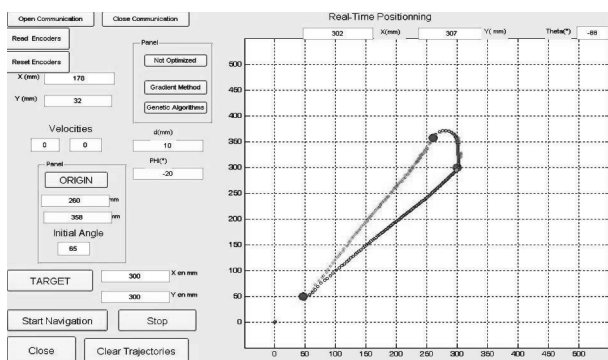 Open Communication
Close Communication
Real-Time Positionning
Read Encoders
Reset Encoders
Panel
Not Optimized
Gradient Method
Genetic Algorithms
302 X(mm) 307 Y(mm) Theta(°) -88
X (mm) 178
Y (mm) 32
Velocities
0 0
d(mm)
10
PHI(°)
-20
Panel
ORIGIN
260 mm
358 mm
Initial Angle
65
TARGET
300 X en mm
300 Y en mm
Start Navigation
Stop
Close
Clear Trajectories
500
450
400
350
300
250
200
150
100
50
0
0 50 100 150 200 250 300 350 400 450 500